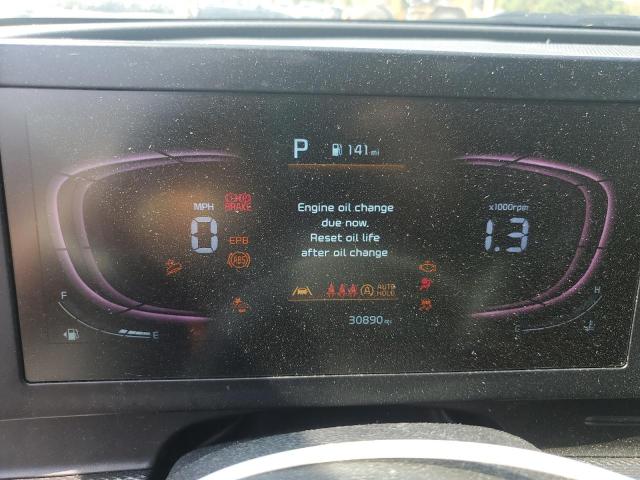 P 141 mi
MPH
0
BRAKE
EPB
ABS
Engine oil change
due now.
Reset oil life
after oil change
x1000rpm
1.3
A AUTO
HOLD
F
E
H
30890 mi